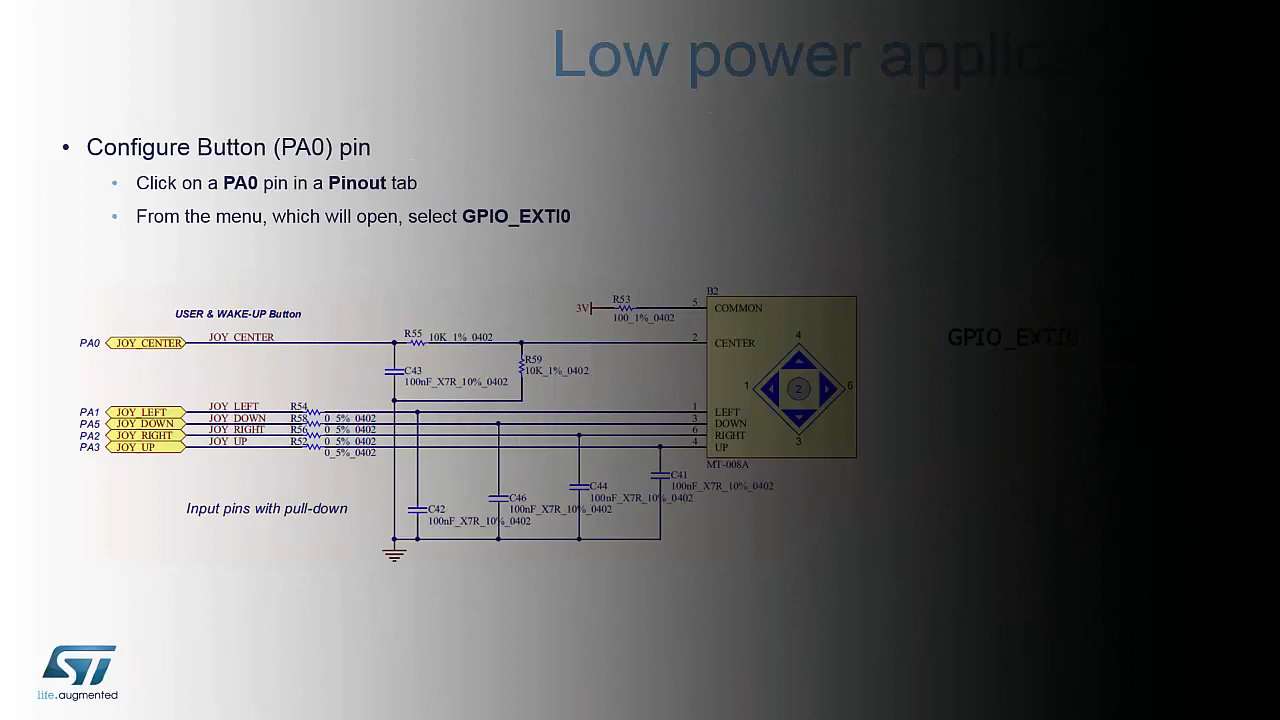 Low power applic
• Configure Button (PA0) pin
• Click on a PA0 pin in a Pinout tab
• From the menu, which will open, select GPIO_EXTI0
B2
R53
3V
5
COMMON
100_1%_0402
USER & WAKE-UP Button
PA0
JOY_CENTER
JOY_CENTER
R55
10K_1%_0402
2
CENTER
4
GPIO_EXTI0
R59
10K_1%_0402
C43
100nF_X7R_10%_0402
1
2
6
3
PA1 JOY_LEFT JOY_LEFT R54 0_5%_0402 1 LEFT
PA5 JOY_DOWN JOY_DOWN R58 0_5%_0402 3 DOWN
PA2 JOY_RIGHT JOY_RIGHT R56 0_5%_0402 6 RIGHT
PA3 JOY_UP JOY_UP R52 0_5%_0402 4 UP
MT-008A
C41
100nF_X7R_10%_0402
C44
100nF_X7R_10%_0402
C46
100nF_X7R_10%_0402
C42
100nF_X7R_10%_0402
Input pins with pull-down
ST
life.augmented